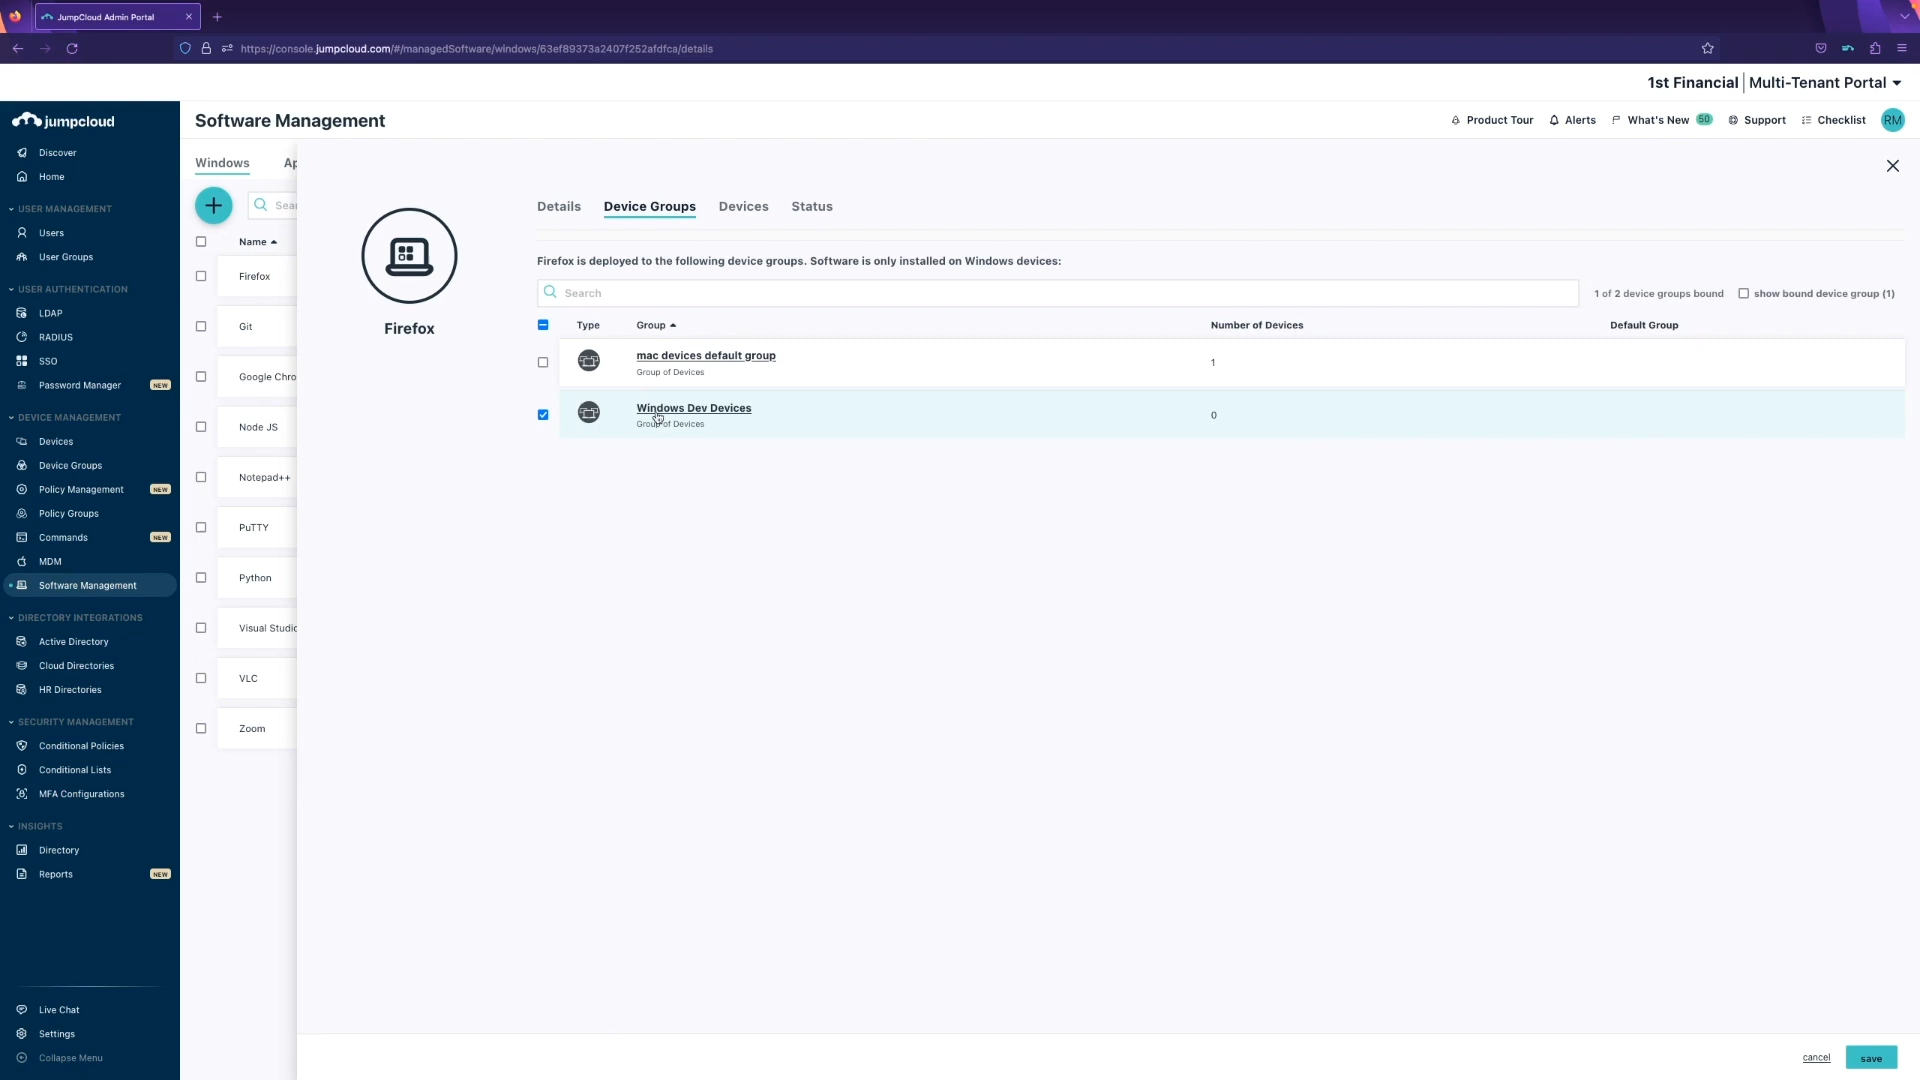 JumpCloud Admin Portal
https://console.jumpcloud.com/#/managedSoftware/windows/63ef89373a2407f252afdfca/details
1st Financial
Multi-Tenant Portal
jumpcloud
Software Management
Product Tour
Alerts
What's New 50
Support
Checklist
RM
Discover
Home
USER MANAGEMENT
Users
User Groups
USER AUTHENTICATION
LDAP
RADIUS
SSO
Password Manager NEW
DEVICE MANAGEMENT
Devices
Device Groups
Policy Management NEW
Policy Groups
Commands NEW
MDM
Software Management
DIRECTORY INTEGRATIONS
Active Directory
Cloud Directories
HR Directories
SECURITY MANAGEMENT
Conditional Policies
Conditional Lists
MFA Configurations
INSIGHTS
Directory
Reports NEW
Live Chat
Settings
Collapse Menu
Windows
Ap
Sear
Name
Firefox
Git
Google Chro
Node JS
Notepad++
PuTTY
Python
Visual Studio
VLC
Zoom
Firefox
Details
Device Groups
Devices
Status
Firefox is deployed to the following device groups. Software is only installed on Windows devices:
Search
1 of 2 device groups bound
show bound device group (1)
Type
Group
Number of Devices
Default Group
mac devices default group
Group of Devices
1
Windows Dev Devices
Group of Devices
0
cancel
save